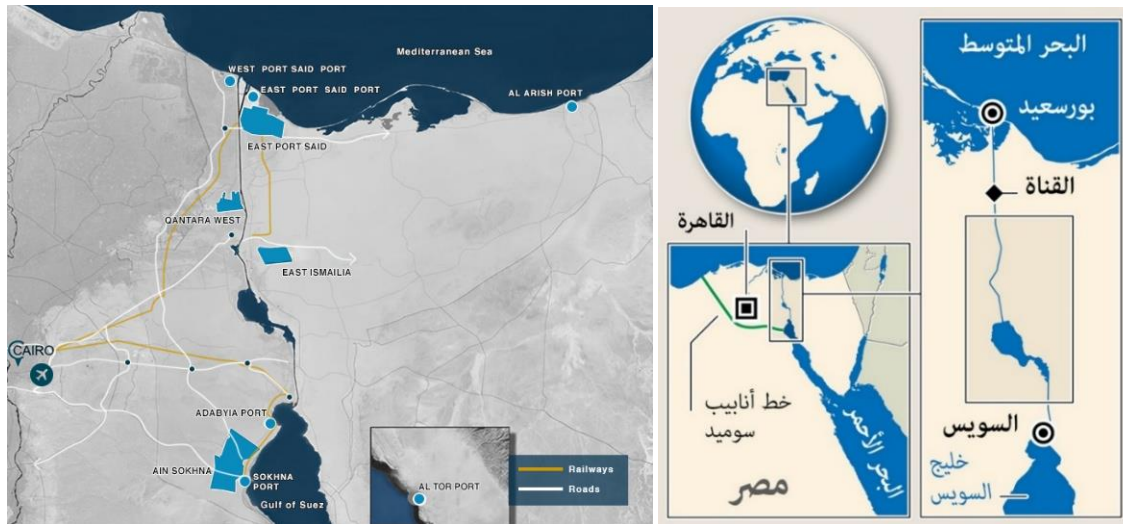 Mediterranean Sea
WEST PORT SAID PORT
EAST PORT SAID PORT
AL ARISH PORT
EAST PORT SAID
QANTARA WEST
EAST ISMAILIA
CAIRO
ADABYIA PORT
AIN SOKHNA
SOKHNA
PORT
Gulf of Suez
AL TOR PORT
Railways
Roads
البحر المتوسط
بورسعيد
القناة
القاهرة
خط أنابيب
سوميد
البحر الأحمر
مصر
السويس
خليج
السويس